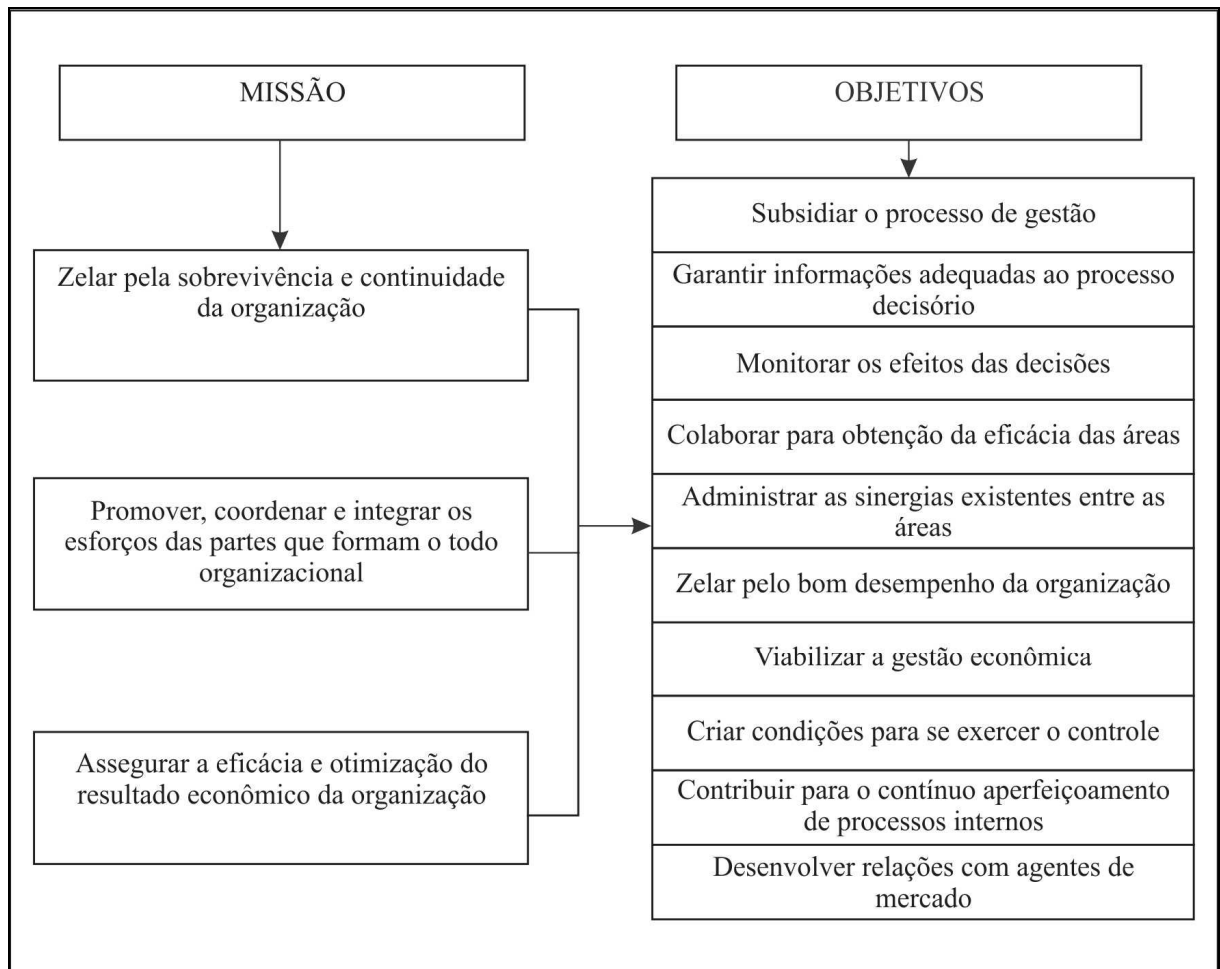 MISSÃO
Zelar pela sobrevivência e continuidade
da organização
Promover, coordenar e integrar os
esforços das partes que formam o todo
organizacional
Assegurar a eficácia e otimização do
resultado econômico da organização
OBJETIVOS
Subsidiar o processo de gestão
Garantir informações adequadas ao processo
decisório
Monitorar os efeitos das decisões
Colaborar para obtenção da eficácia das áreas
Administrar as sinergias existentes entre as
áreas
Zelar pelo bom desempenho da organização
Viabilizar a gestão econômica
Criar condições para se exercer o controle
Contribuir para o contínuo aperfeiçoamento
de processos internos
Desenvolver relações com agentes de
mercado